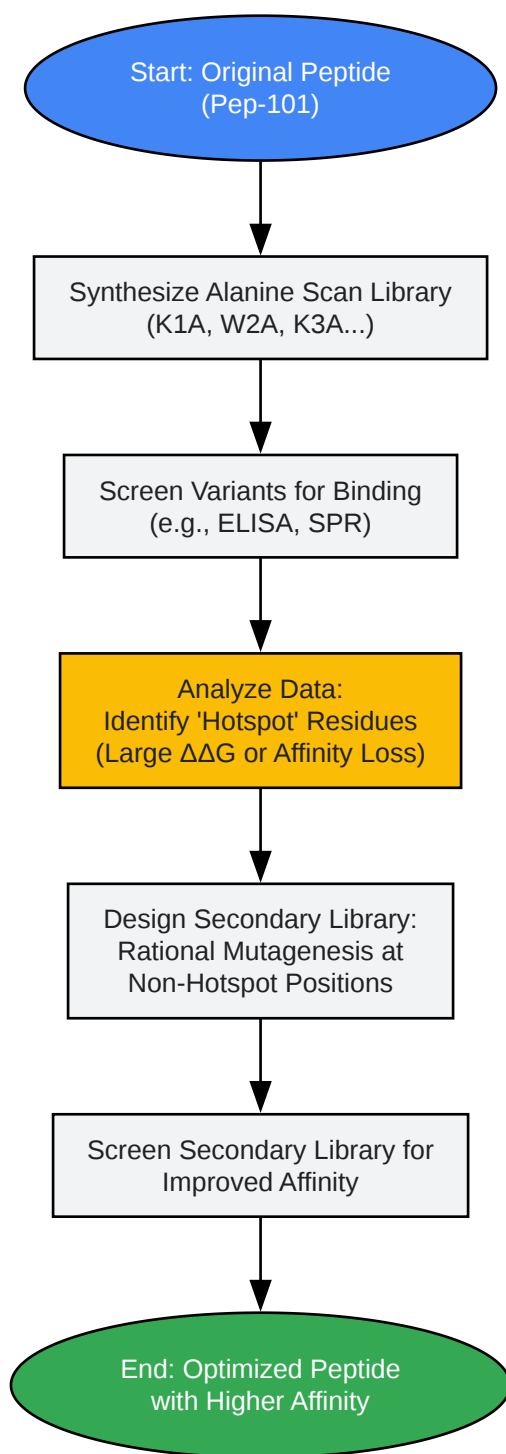 Start: Original Peptide
(Pep-101)
Synthesize Alanine Scan Library
(K1A, W2A, K3A...)
Screen Variants for Binding
(e.g., ELISA, SPR)
Analyze Data:
Identify 'Hotspot' Residues
(Large ΔΔG or Affinity Loss)
Design Secondary Library:
Rational Mutagenesis at
Non-Hotspot Positions
Screen Secondary Library for
Improved Affinity
End: Optimized Peptide
with Higher Affinity